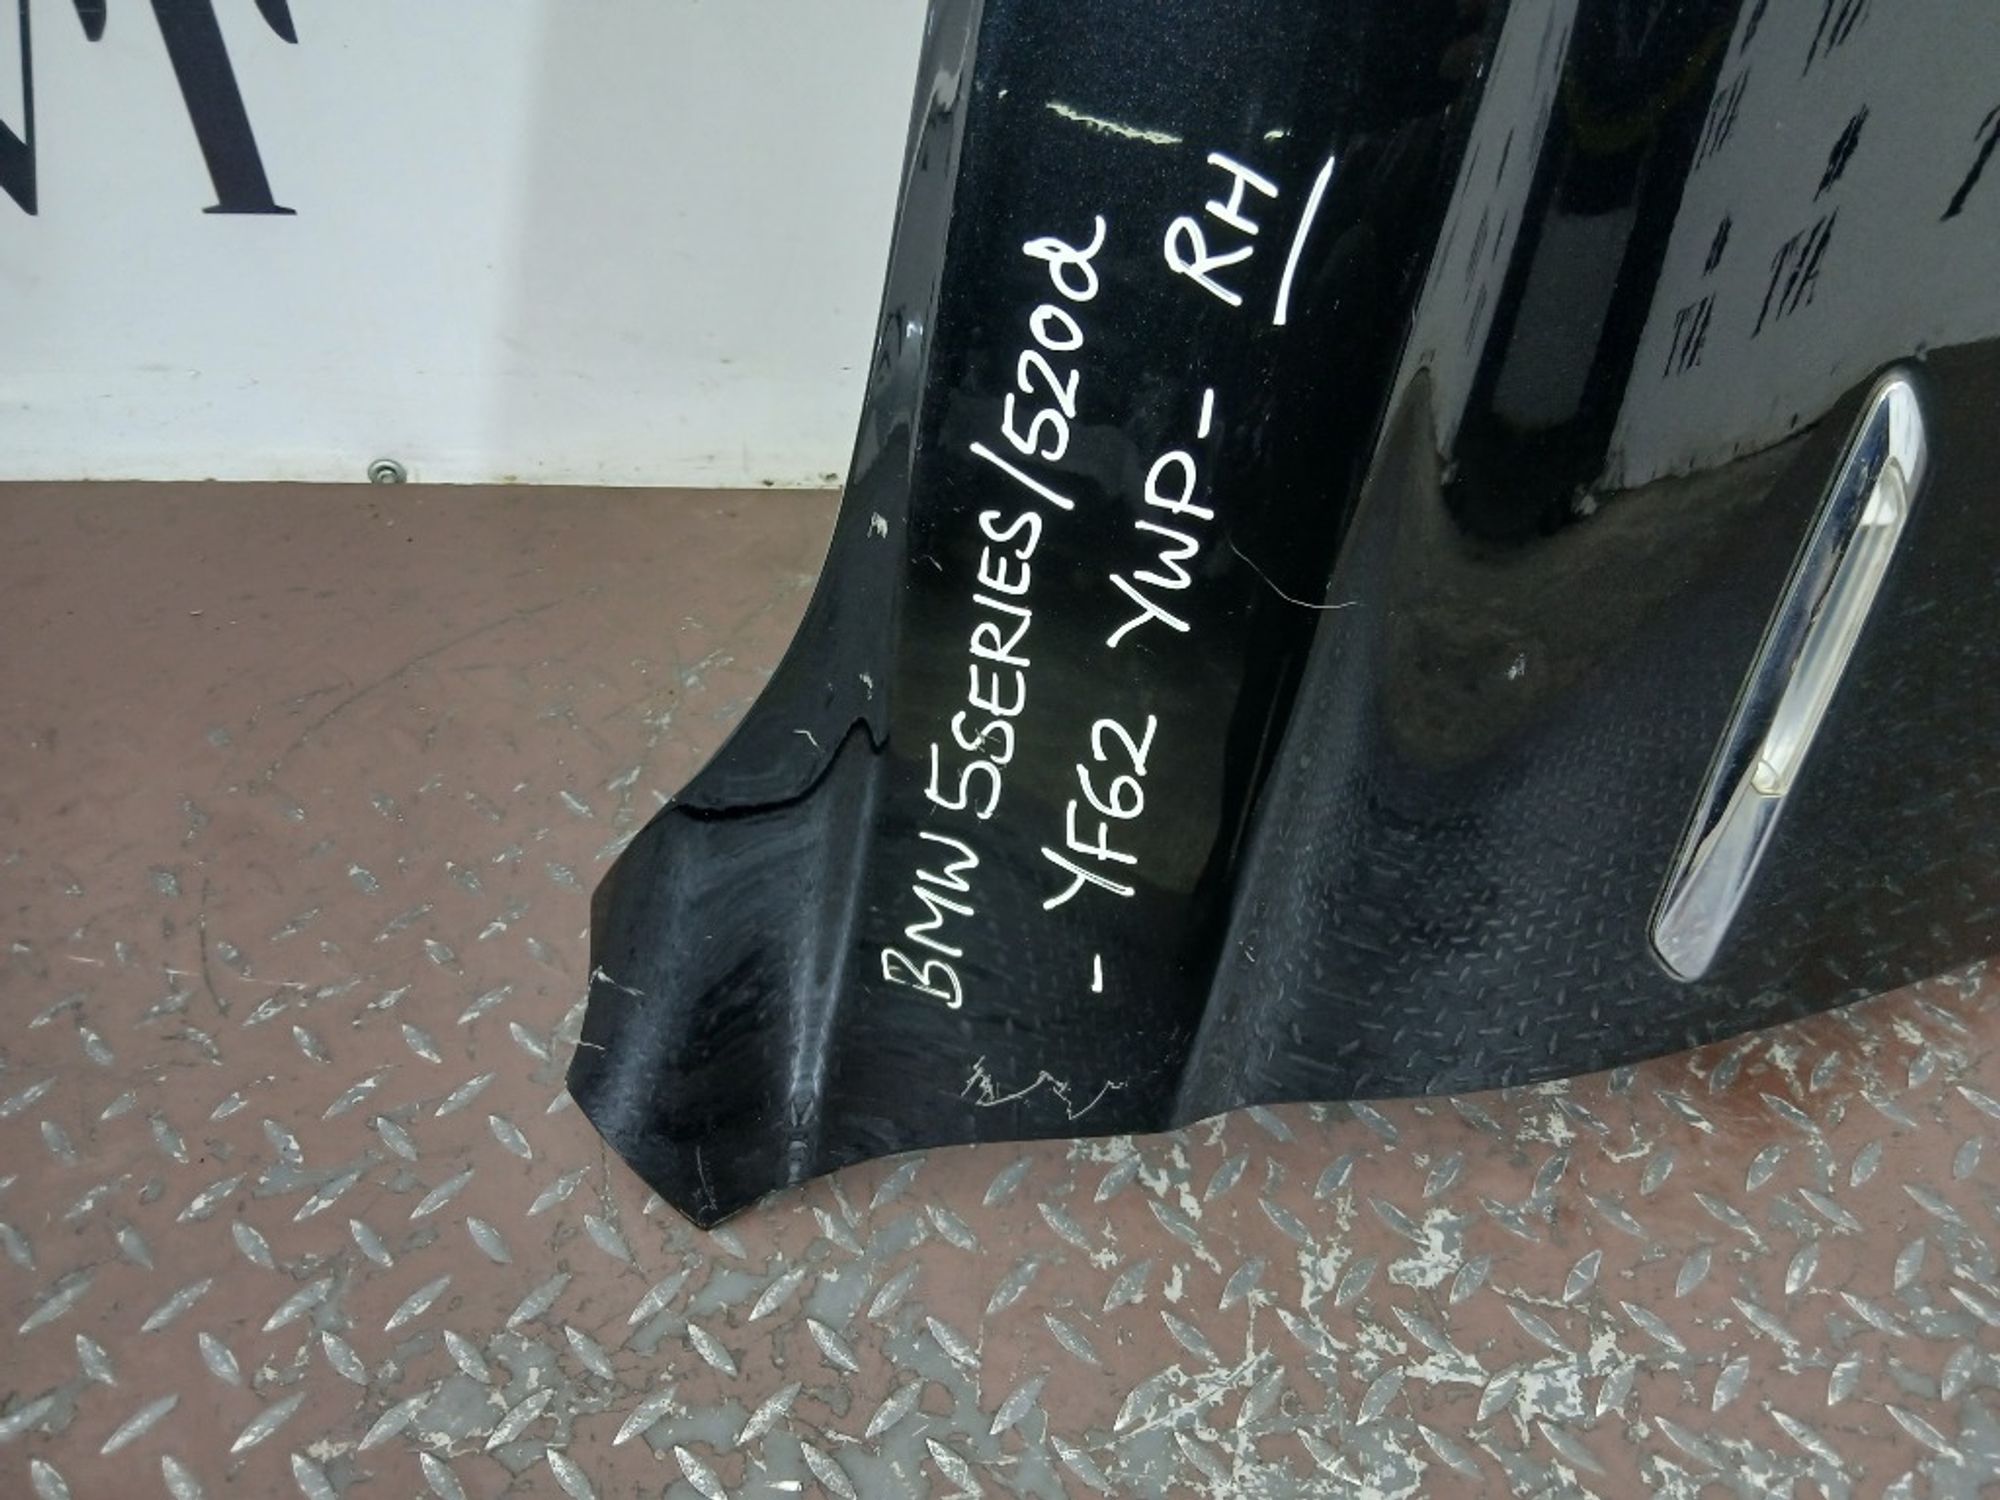 BMW 5SERIES/520d
- YF62 YWP - RH